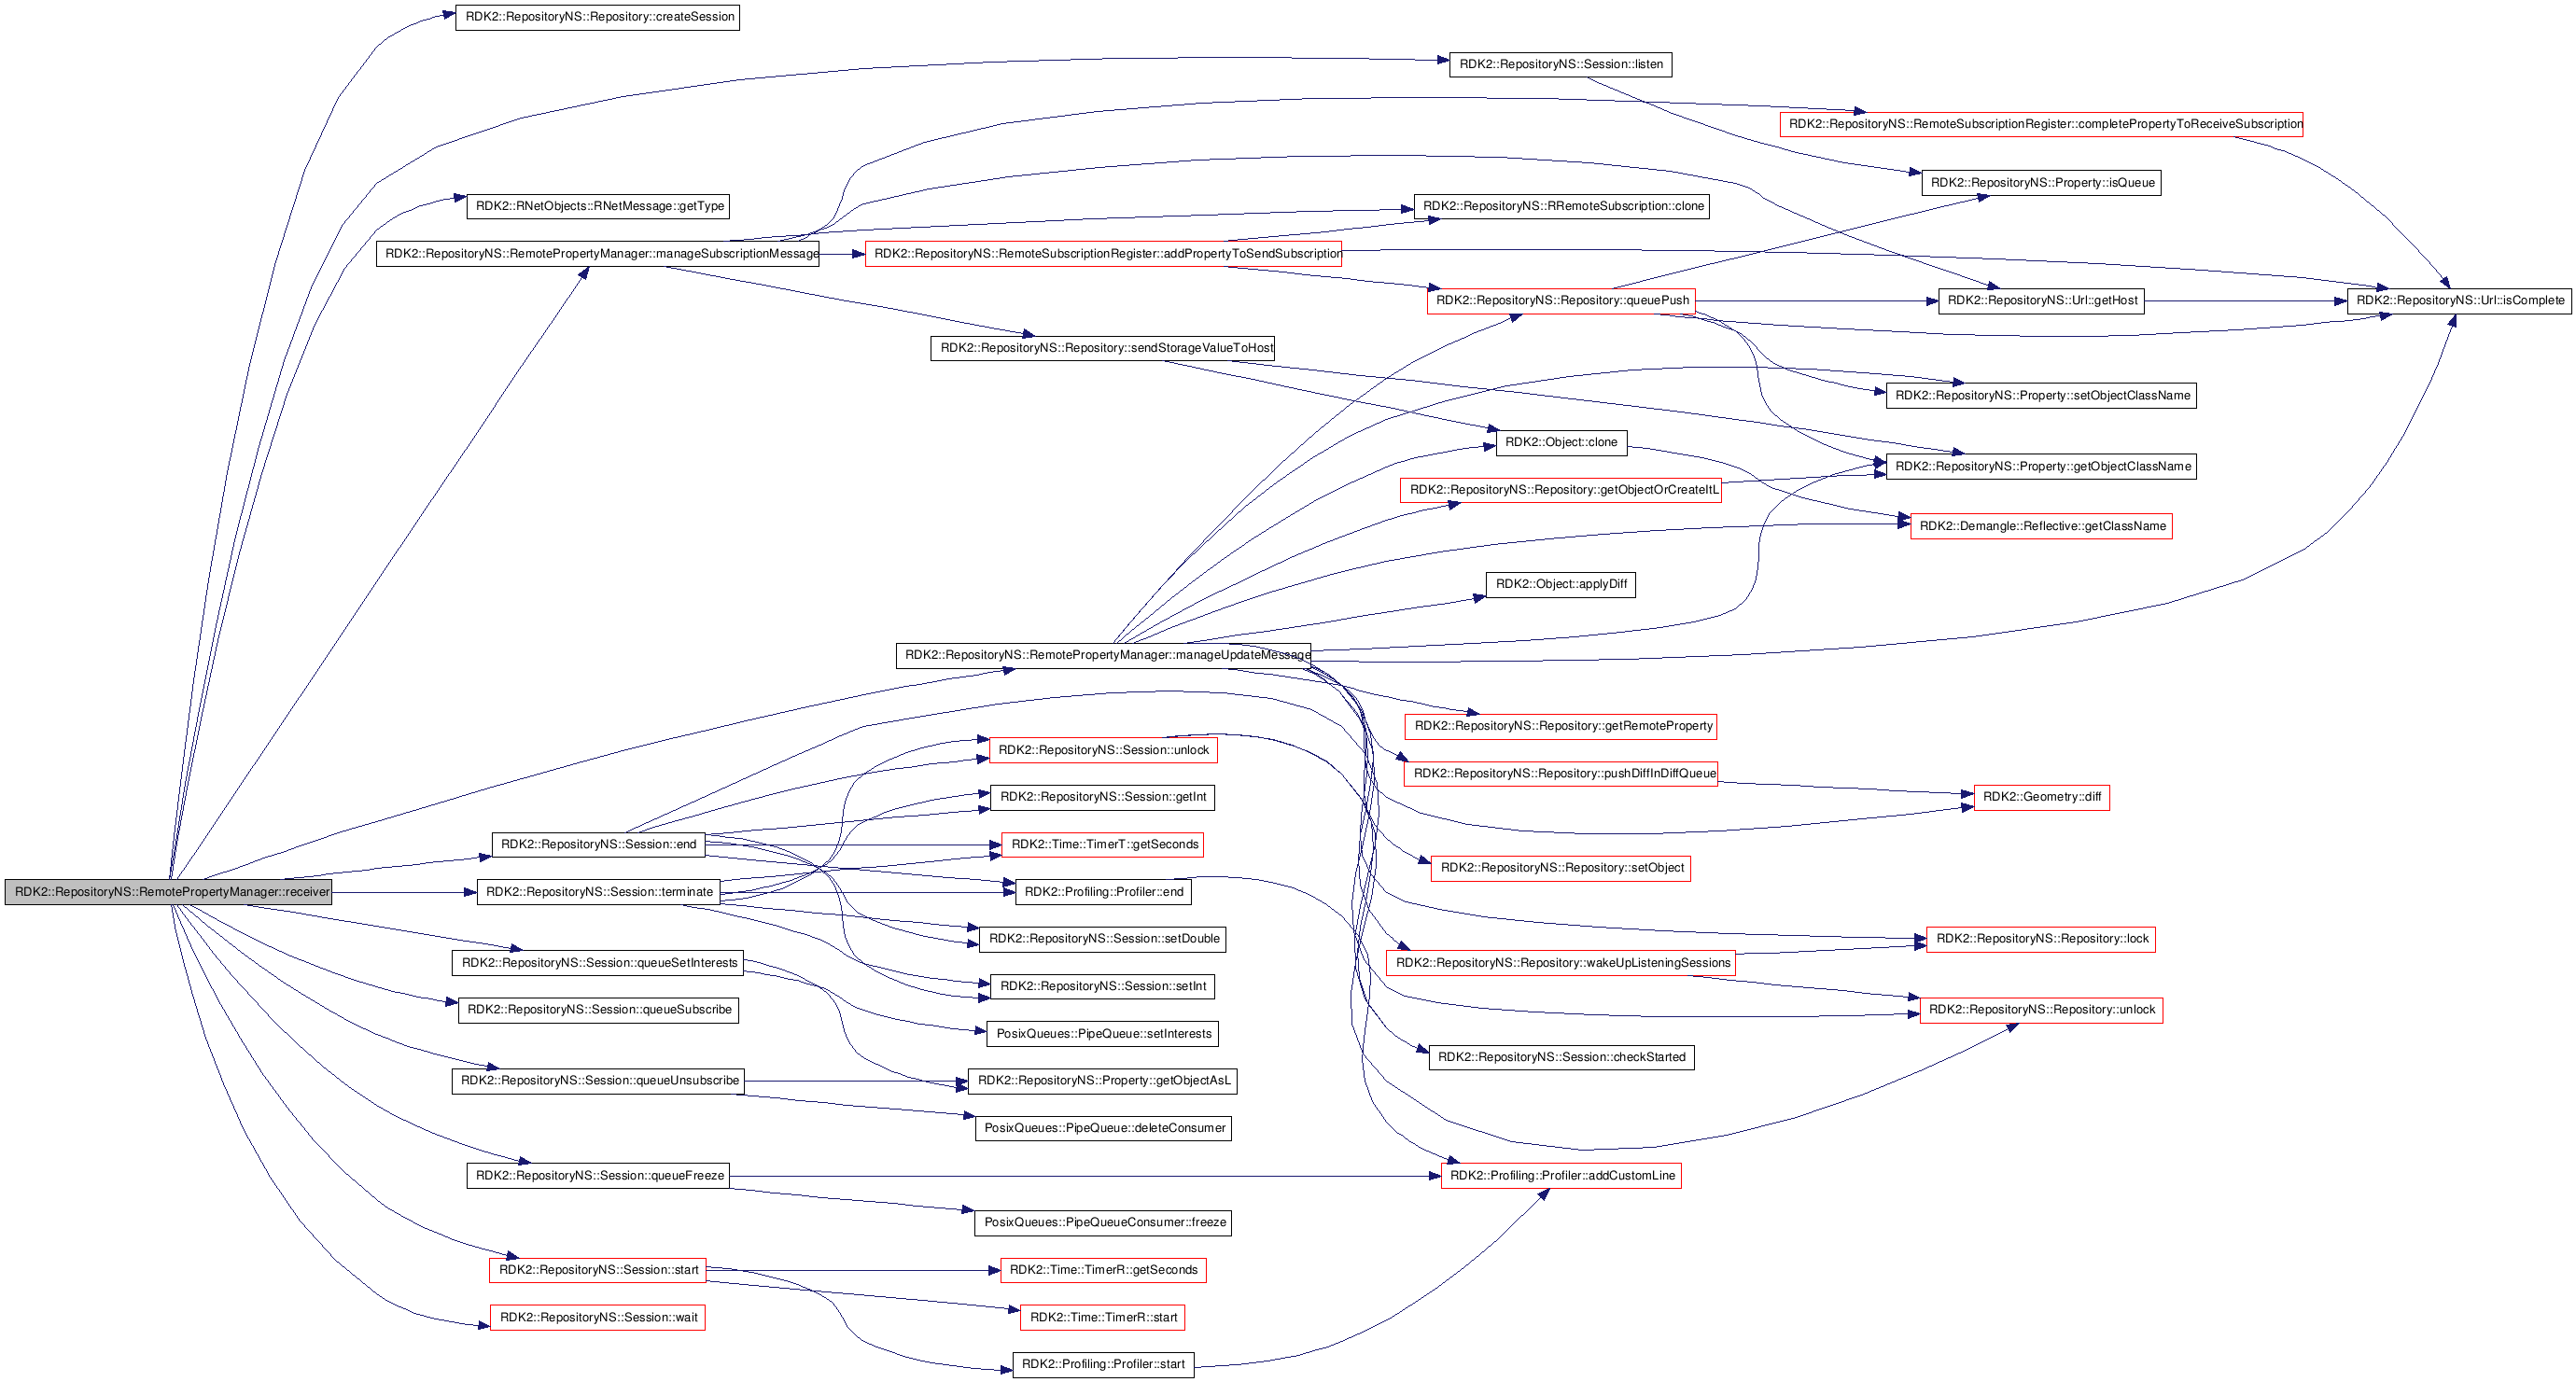 RDK2::RepositoryNS::Repository::createSession
RDK2::RepositoryNS::Session::listen
RDK2::RepositoryNS::RemoteSubscriptionRegister::completePropertyToReceiveSubscription
RDK2::RepositoryNS::Property::isQueue
RDK2::RNetObjects::RNetMessage::getType
RDK2::RepositoryNS::RRemoteSubscription::clone
RDK2::RepositoryNS::RemotePropertyManager::manageSubscriptionMessage
RDK2::RepositoryNS::RemoteSubscriptionRegister::addPropertyToSendSubscription
RDK2::RepositoryNS::Repository::queuePush
RDK2::RepositoryNS::Url::getHost
RDK2::RepositoryNS::Url::isComplete
RDK2::RepositoryNS::Repository::sendStorageValueToHost
RDK2::RepositoryNS::Property::setObjectClassName
RDK2::Object::clone
RDK2::RepositoryNS::Property::getObjectClassName
RDK2::RepositoryNS::Repository::getObjectOrCreateItL
RDK2::Demangle::Reflective::getClassName
RDK2::Object::applyDiff
RDK2::RepositoryNS::RemotePropertyManager::manageUpdateMessage
RDK2::RepositoryNS::Repository::getRemoteProperty
RDK2::RepositoryNS::Session::unlock
RDK2::RepositoryNS::Repository::pushDiffInDiffQueue
RDK2::RepositoryNS::Session::getInt
RDK2::Geometry::diff
RDK2::RepositoryNS::Session::end
RDK2::Time::TimerT::getSeconds
RDK2::RepositoryNS::Repository::setObject
RDK2::RepositoryNS::RemotePropertyManager::receiver
RDK2::RepositoryNS::Session::terminate
RDK2::Profiling::Profiler::end
RDK2::RepositoryNS::Session::setDouble
RDK2::RepositoryNS::Repository::lock
RDK2::RepositoryNS::Session::queueSetInterests
RDK2::RepositoryNS::Repository::wakeUpListeningSessions
RDK2::RepositoryNS::Session::setInt
RDK2::RepositoryNS::Session::queueSubscribe
RDK2::RepositoryNS::Repository::unlock
PosixQueues::PipeQueue::setInterests
RDK2::RepositoryNS::Session::checkStarted
RDK2::RepositoryNS::Session::queueUnsubscribe
RDK2::RepositoryNS::Property::getObjectAsL
PosixQueues::PipeQueue::deleteConsumer
RDK2::RepositoryNS::Session::queueFreeze
RDK2::Profiling::Profiler::addCustomLine
PosixQueues::PipeQueueConsumer::freeze
RDK2::RepositoryNS::Session::start
RDK2::Time::TimerR::getSeconds
RDK2::RepositoryNS::Session::wait
RDK2::Time::TimerR::start
RDK2::Profiling::Profiler::start